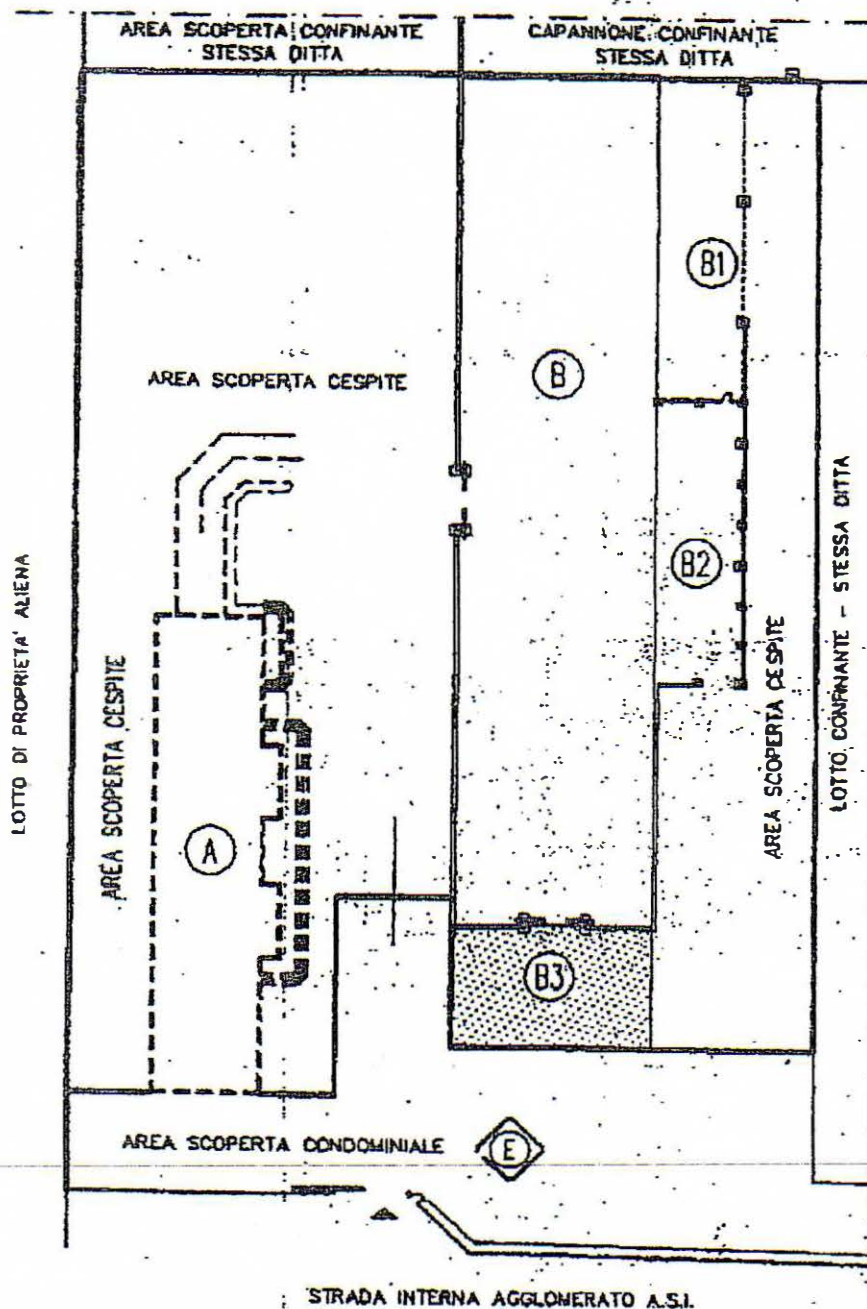 AREA SCOPERTA CONFINANTE
STESSA DITTA
CAPANNONE CONFINANTE
STESSA DITTA
B1
B
AREA SCOPERTA CESPITE
B2
LOTTO DI PROPRIETA' ALIENA
AREA SCOPERTA CESPITE
A
AREA SCOPERTA CESPITE
LOTTO CONFINANTE - STESSA DITTA
B3
AREA SCOPERTA CONDOMINIALE
E
STRADA INTERNA AGGLOMERATO A.S.I.